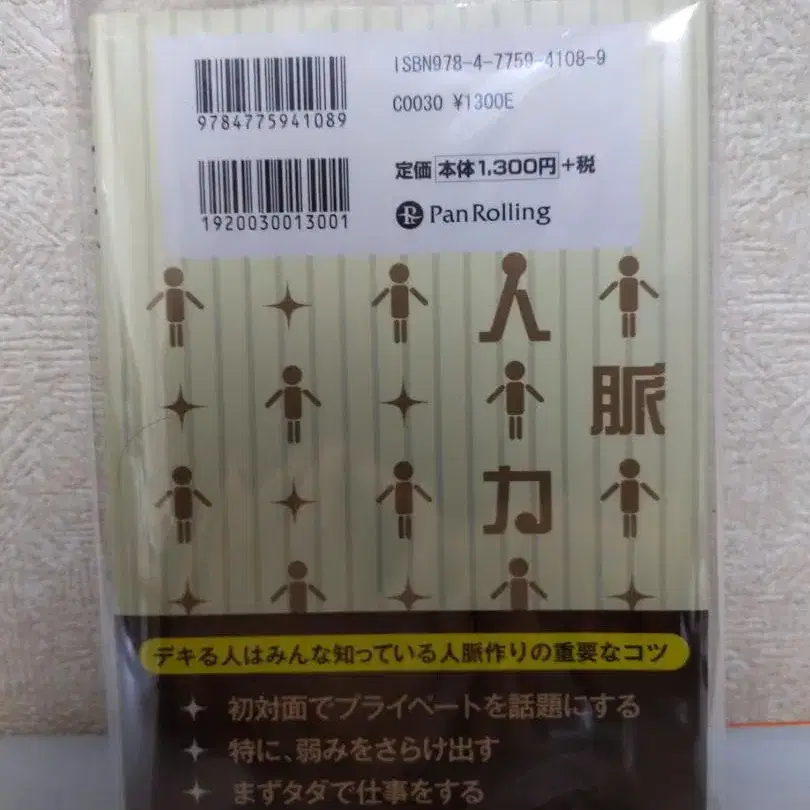 ISBN978-4-7759-4108-9
9784775941089
C0030 ¥1300E
定価 本体1,300円+税
1920030013001
PanRolling
人
脈
力
デキる人はみんな知っている人脈作りの重要なコツ
初対面でプライベートを話題にする
特に、弱みをさらけ出す
まずタダで仕事をする